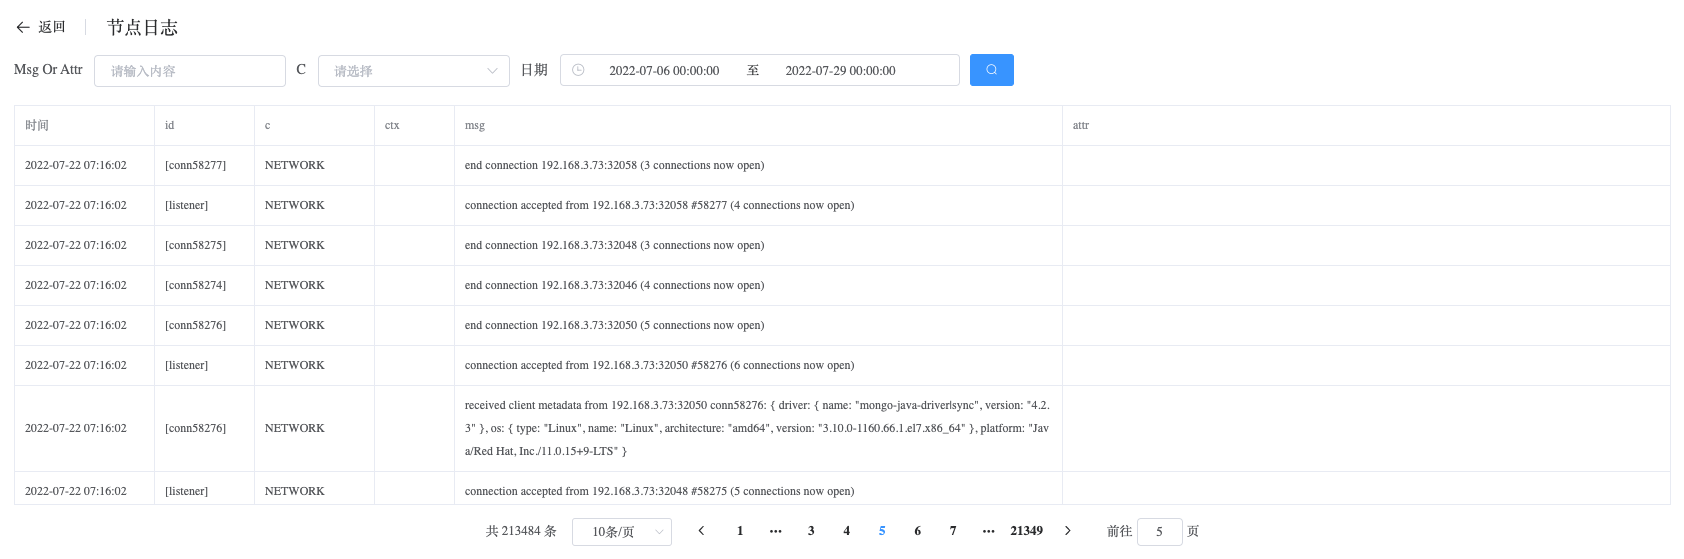 返回 节点日志
Msg Or Attr 请输入内容 C 请选择 日期 2022-07-06 00:00:00 至 2022-07-29 00:00:00
时间 id c ctx msg attr
2022-07-22 07:16:02 [conn58277] NETWORK end connection 192.168.3.73:32058 (3 connections now open)
2022-07-22 07:16:02 [listener] NETWORK connection accepted from 192.168.3.73:32058 #58277 (4 connections now open)
2022-07-22 07:16:02 [conn58275] NETWORK end connection 192.168.3.73:32048 (3 connections now open)
2022-07-22 07:16:02 [conn58274] NETWORK end connection 192.168.3.73:32046 (4 connections now open)
2022-07-22 07:16:02 [conn58276] NETWORK end connection 192.168.3.73:32050 (5 connections now open)
2022-07-22 07:16:02 [listener] NETWORK connection accepted from 192.168.3.73:32050 #58276 (6 connections now open)
received client metadata from 192.168.3.73:32050 conn58276: { driver: { name: "mongo-java-driver|sync", version: "4.2.
2022-07-22 07:16:02 [conn58276] NETWORK 3" }, os: { type: "Linux", name: "Linux", architecture: "amd64", version: "3.10.0-1160.66.1.el7.x86_64" }, platform: "Jav
a/Red Hat, Inc./11.0.15+9-LTS" }
2022-07-22 07:16:02 [listener] NETWORK connection accepted from 192.168.3.73:32048 #58275 (5 connections now open)
共 213484 条 10条/页 1 ••• 3 4 5 6 7 ••• 21349 前往 5 页